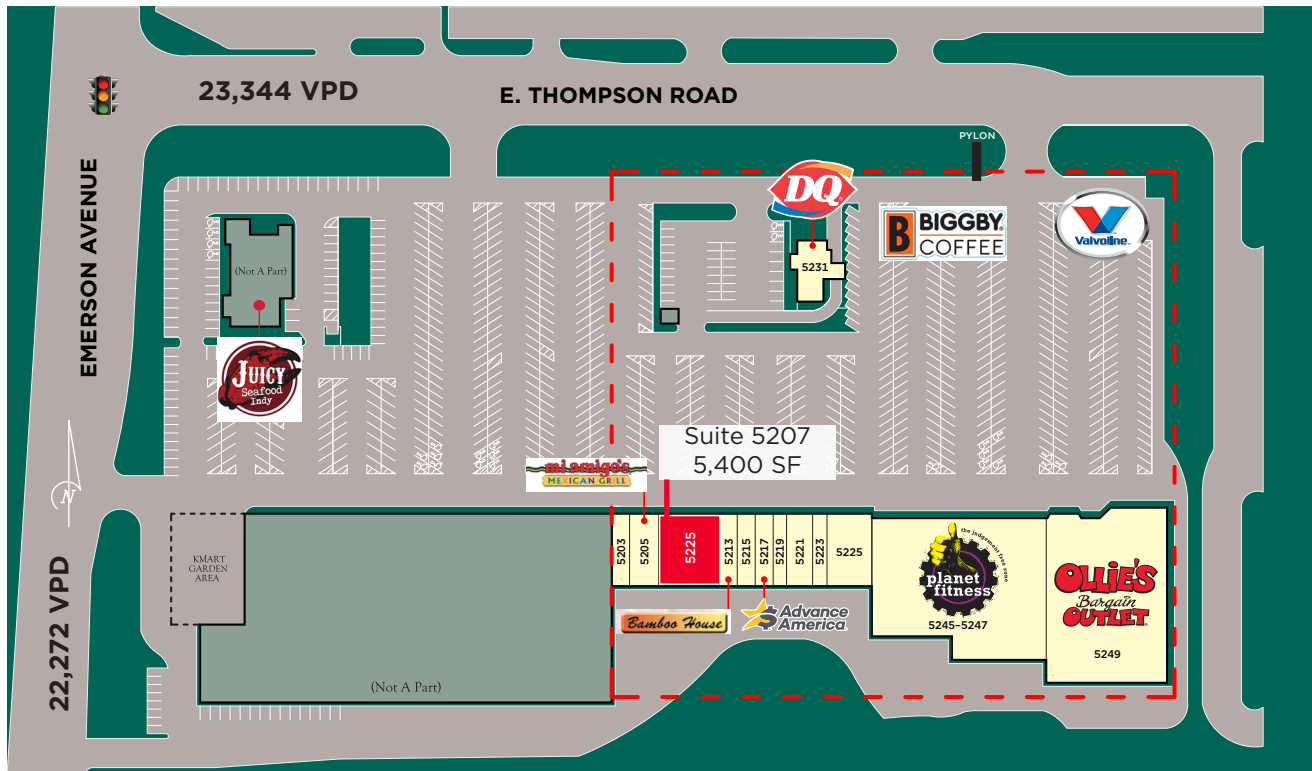 23,344 VPD
E. THOMPSON ROAD
PYLON
EMERSON AVENUE
DQ
BIGGBY
COFFEE
B
Valvoline
(Not A Part)
5231
JUICY
Seafood
Indy
Suite 5207
5,400 SF
mi amigo's
MEXICAN GRILL
N
22,272 VPD
KMART
GARDEN
AREA
5203
5205
5225
5213
5215
5217
5219
5221
5223
5225
the judgement free zone
planet
fitness
5245-5247
OLLIE'S
Bargain
OUTLET
5249
Bamboo House
Advance
America
(Not A Part)